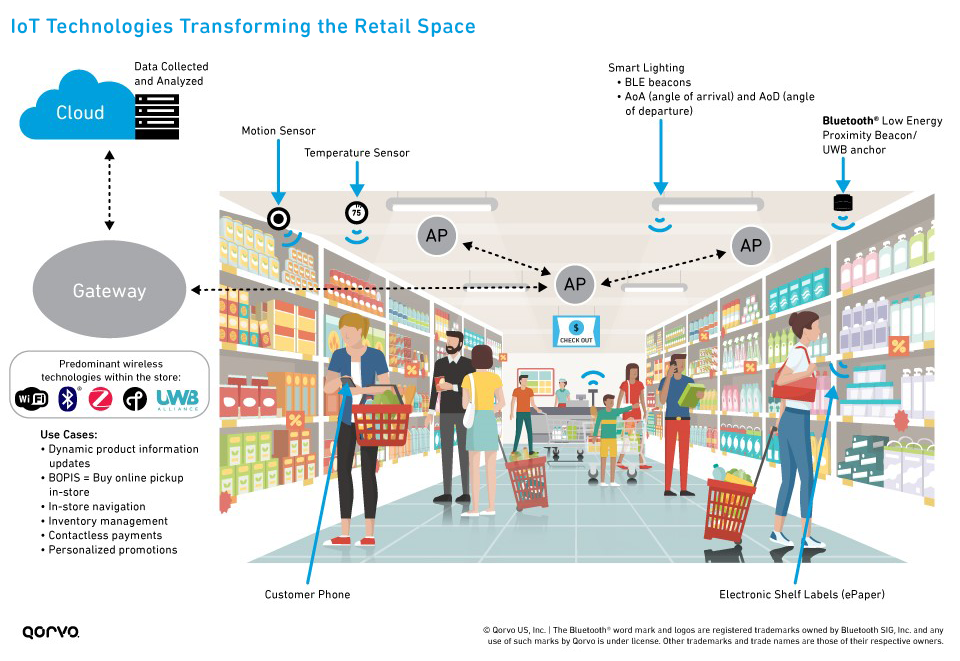 IoT Technologies Transforming the Retail Space
Data Collected
and Analyzed
Cloud
Smart Lighting
• BLE beacons
• AoA (angle of arrival) and AoD (angle
of departure)
Bluetooth® Low Energy
Proximity Beacon/
UWB anchor
Motion Sensor
Temperature Sensor
75
AP
AP
AP
Gateway
$
CHECK OUT
Predominant wireless
technologies within the store:
Wi Fi
®
UWB
ALLIANCE
Use Cases:
• Dynamic product information
updates
• BOPIS = Buy online pickup
in-store
• In-store navigation
• Inventory management
• Contactless payments
• Personalized promotions
%
%
%
%
%
Customer Phone
Electronic Shelf Labels (ePaper)
QORVO
© Qorvo US, Inc. | The Bluetooth® word mark and logos are registered trademarks owned by Bluetooth SIG, Inc. and any
use of such marks by Qorvo is under license. Other trademarks and trade names are those of their respective owners.